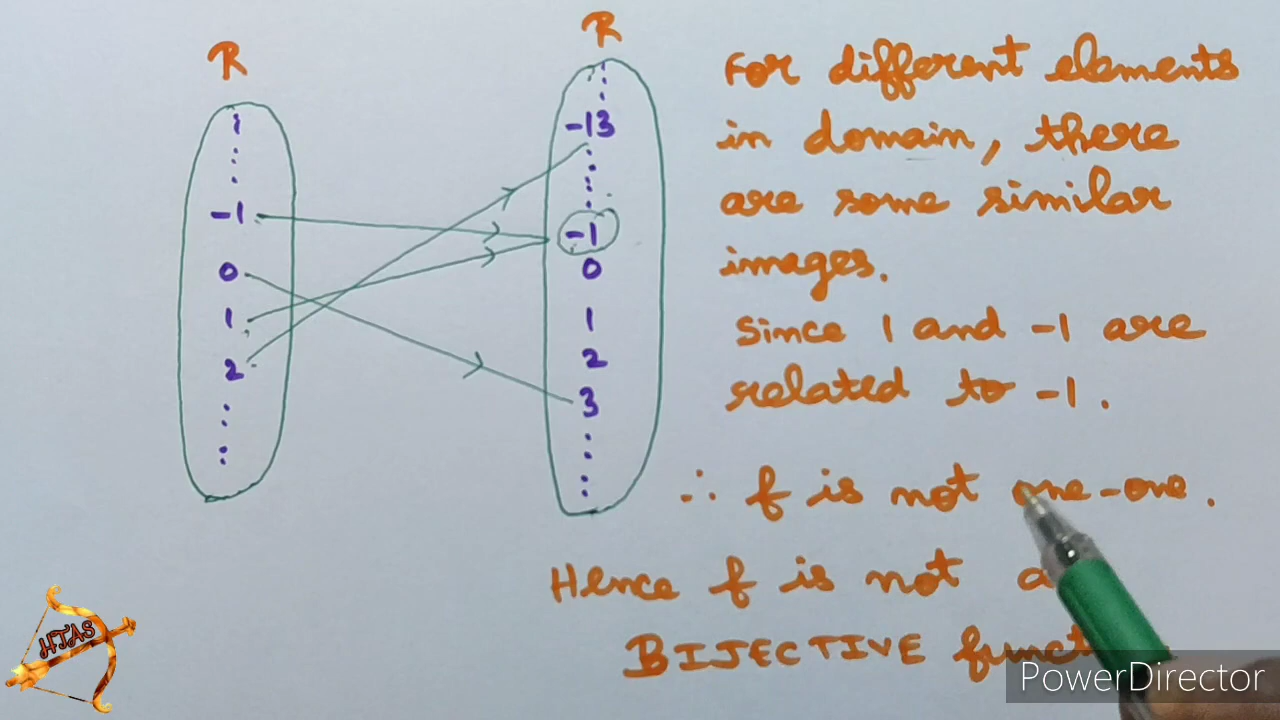 R
R
-1
0
1
2
-13
-1
0
1
2
3
For different elements
in domain, there
are some similar
images.
Since 1 and -1 are
related to -1.
∴ f is not one-one.
Hence f is not a
BIJECTIVE funct
HTAS
PowerDirector